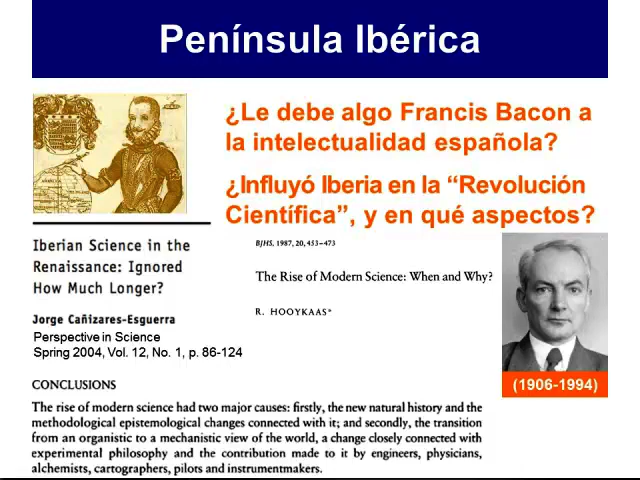 Península Ibérica
¿Le debe algo Francis Bacon a
la intelectualidad española?
¿Influyó Iberia en la “Revolución
Científica”, y en qué aspectos?
Iberian Science in the
Renaissance: Ignored
How Much Longer?
Jorge Cañizares-Esguerra
Perspective in Science
Spring 2004, Vol. 12, No. 1, p. 86-124
BJHS, 1987, 20, 453–473
The Rise of Modern Science: When and Why?
R. HOOYKAAS*
(1906-1994)
CONCLUSIONS
The rise of modern science had two major causes: firstly, the new natural history and the
methodological epistemological changes connected with it; and secondly, the transition
from an organistic to a mechanistic view of the world, a change closely connected with
experimental philosophy and the contribution made to it by engineers, physicians,
alchemists, cartographers, pilots and instrumentmakers.